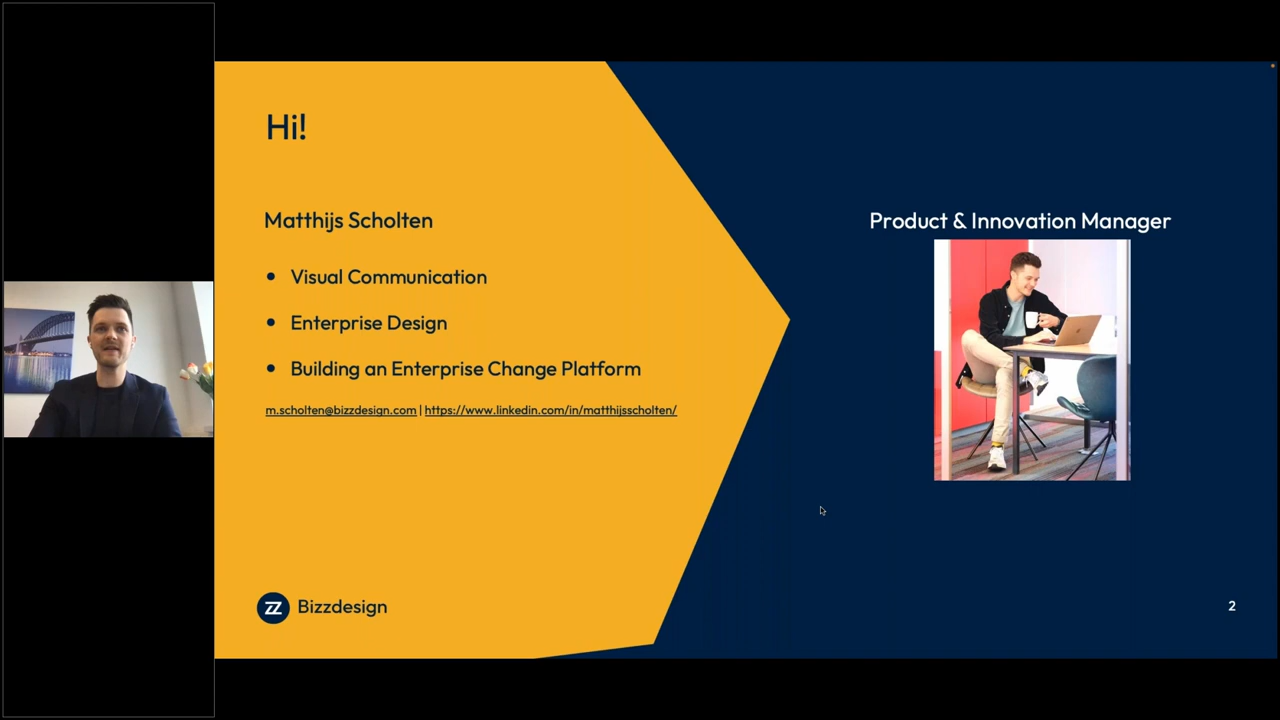 Hi!
Matthijs Scholten
• Visual Communication
• Enterprise Design
• Building an Enterprise Change Platform
m.scholten@bizzdesign.com | https://www.linkedin.com/in/matthijsscholten/
Product & Innovation Manager
Bizzdesign
2